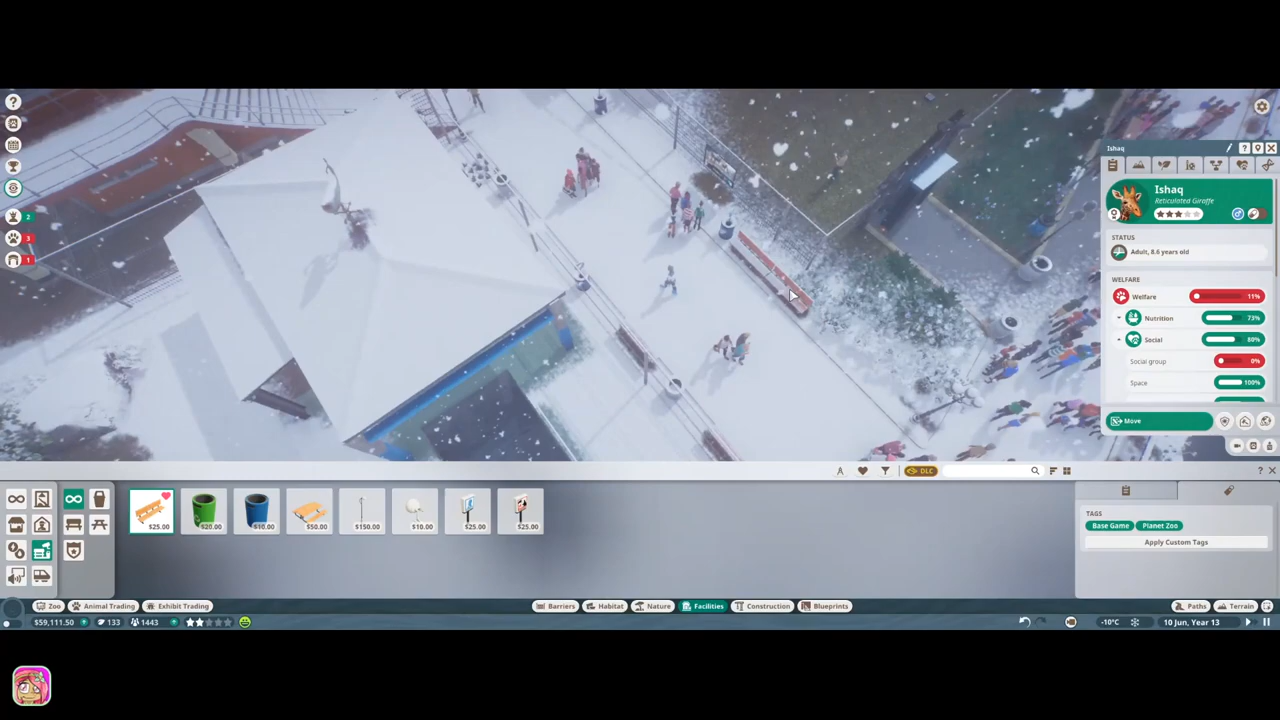 Ishaq
Ishaq
Reticulated Giraffe
STATUS
Adult, 8.6 years old
WELFARE
Welfare 11%
Nutrition 73%
Social 80%
Social group 0%
Space 100%
Move
2
3
1
DLC
$25.00 $20.00 $10.00 $50.00 $150.00 $10.00 $25.00 $25.00
TAGS
Base Game Planet Zoo
Apply Custom Tags
Zoo Animal Trading Exhibit Trading Barriers Habitat Nature Facilities Construction Blueprints Paths Terrain
$59,111.50 133 1443 -10°C 10 Jun, Year 13